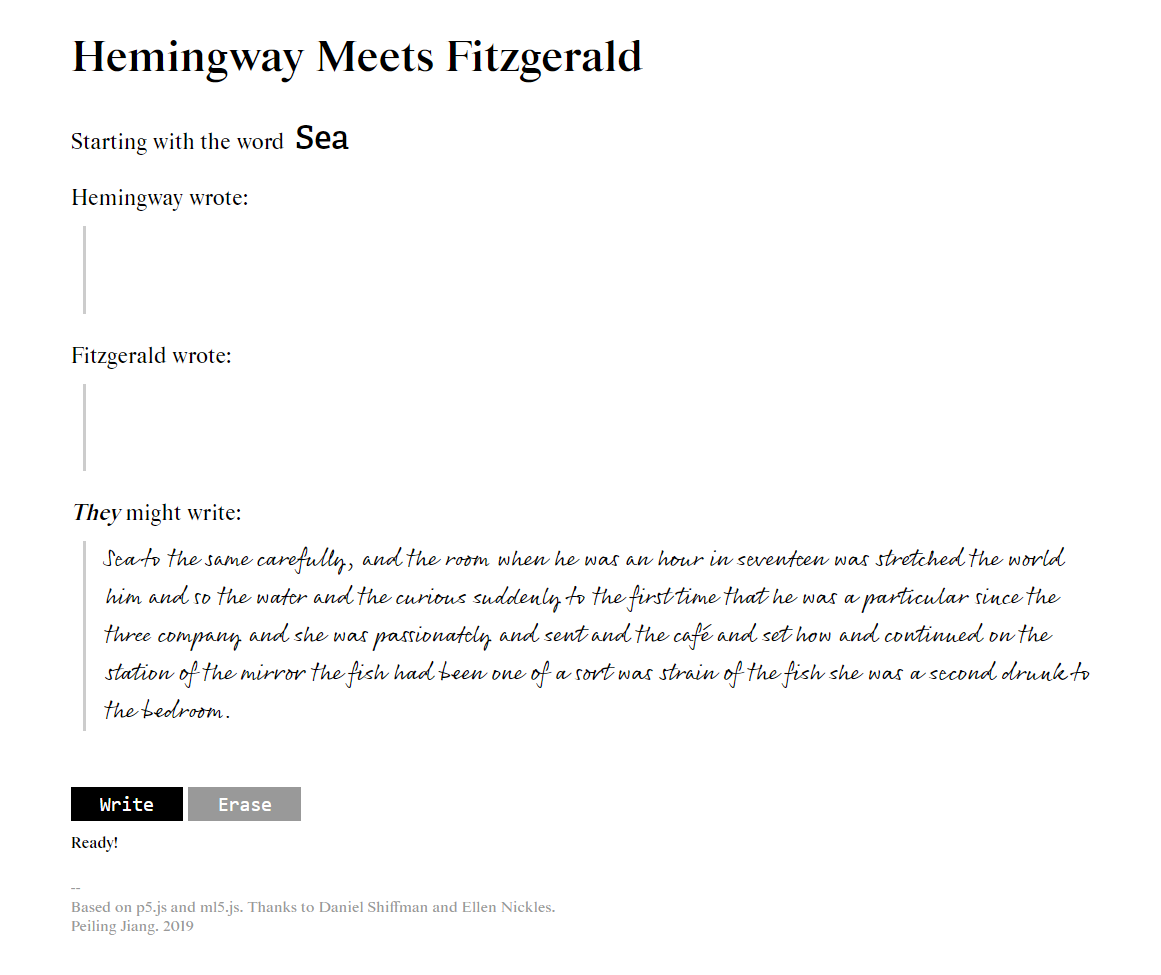 Hemingway Meets Fitzgerald
Starting with the word Sea
Hemingway wrote:
Fitzgerald wrote:
They might write:
Sea to the same carefully, and the room when he was an hour in seventeen was stretched the world
him and so the water and the curious suddenly to the first time that he was a particular since the
three company and she was passionately and sent and the café and set how and continued on the
station of the mirror the fish had been one of a sort was strain of the fish she was a second drunk to
the bedroom.
Write Erase
Ready!
--
Based on p5.js and ml5.js. Thanks to Daniel Shiffman and Ellen Nickles.
Peiling Jiang. 2019